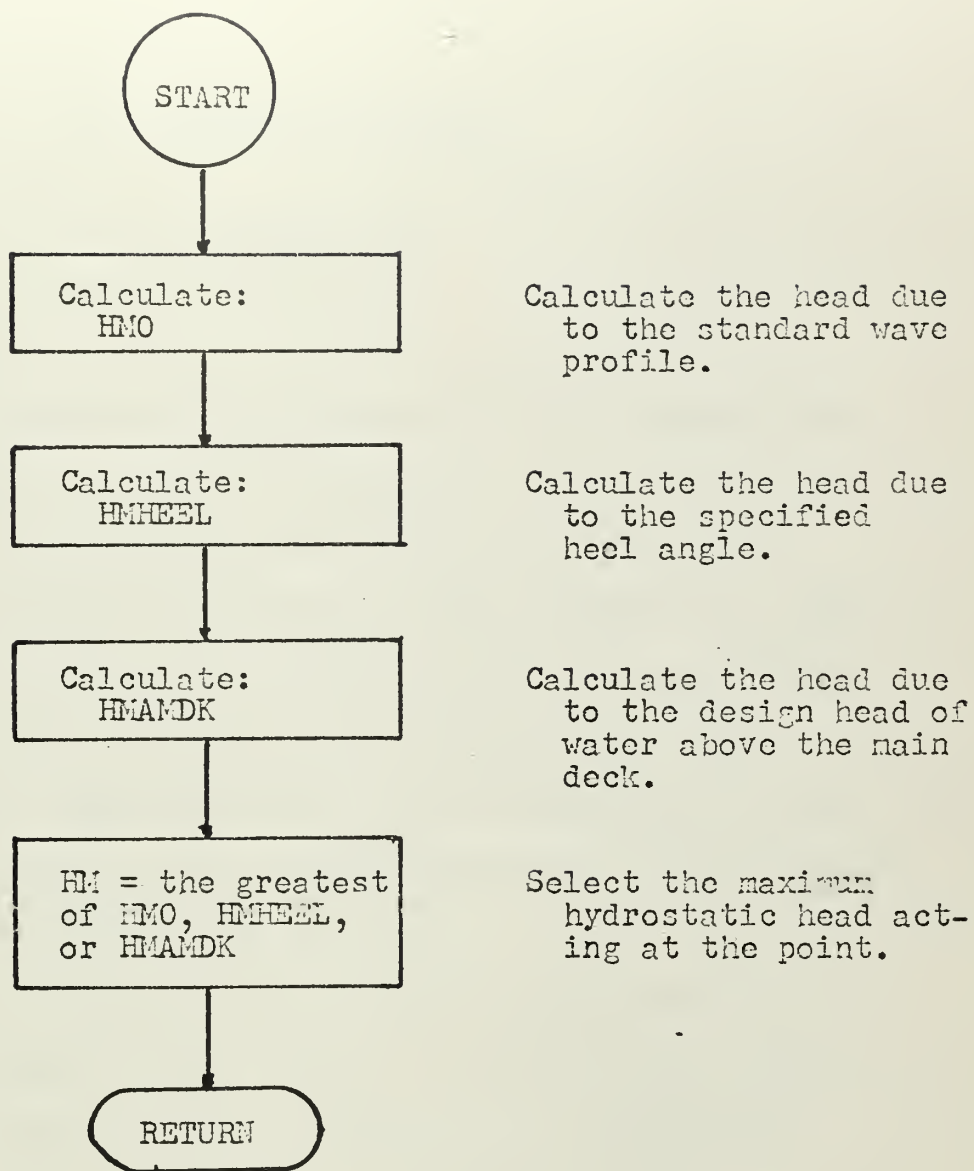 START
Calculate:
HMO
Calculate the head due
to the standard wave
profile.
Calculate:
HMHEEL
Calculate the head due
to the specified
heel angle.
Calculate:
HMAMDK
Calculate the head due
to the design head of
water above the main
deck.
HM = the greatest
of HMO, HMHEEL,
or HMAMDK
Select the maximum
hydrostatic head act-
ing at the point.
RETURN